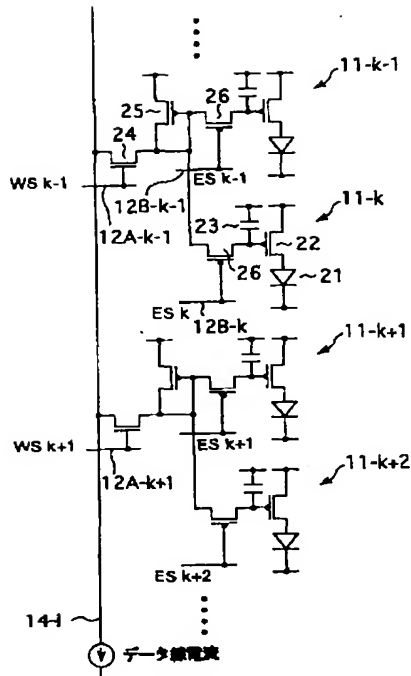 11-k-1
25
26
24
WS k-1
ES k-1
12B-k-1
12A-k-1
11-k
23
22
26
21
ES k
12B-k
11-k+1
WS k+1
ES k+1
12A-k+1
11-k+2
ES k+2
14-i
データ線電流